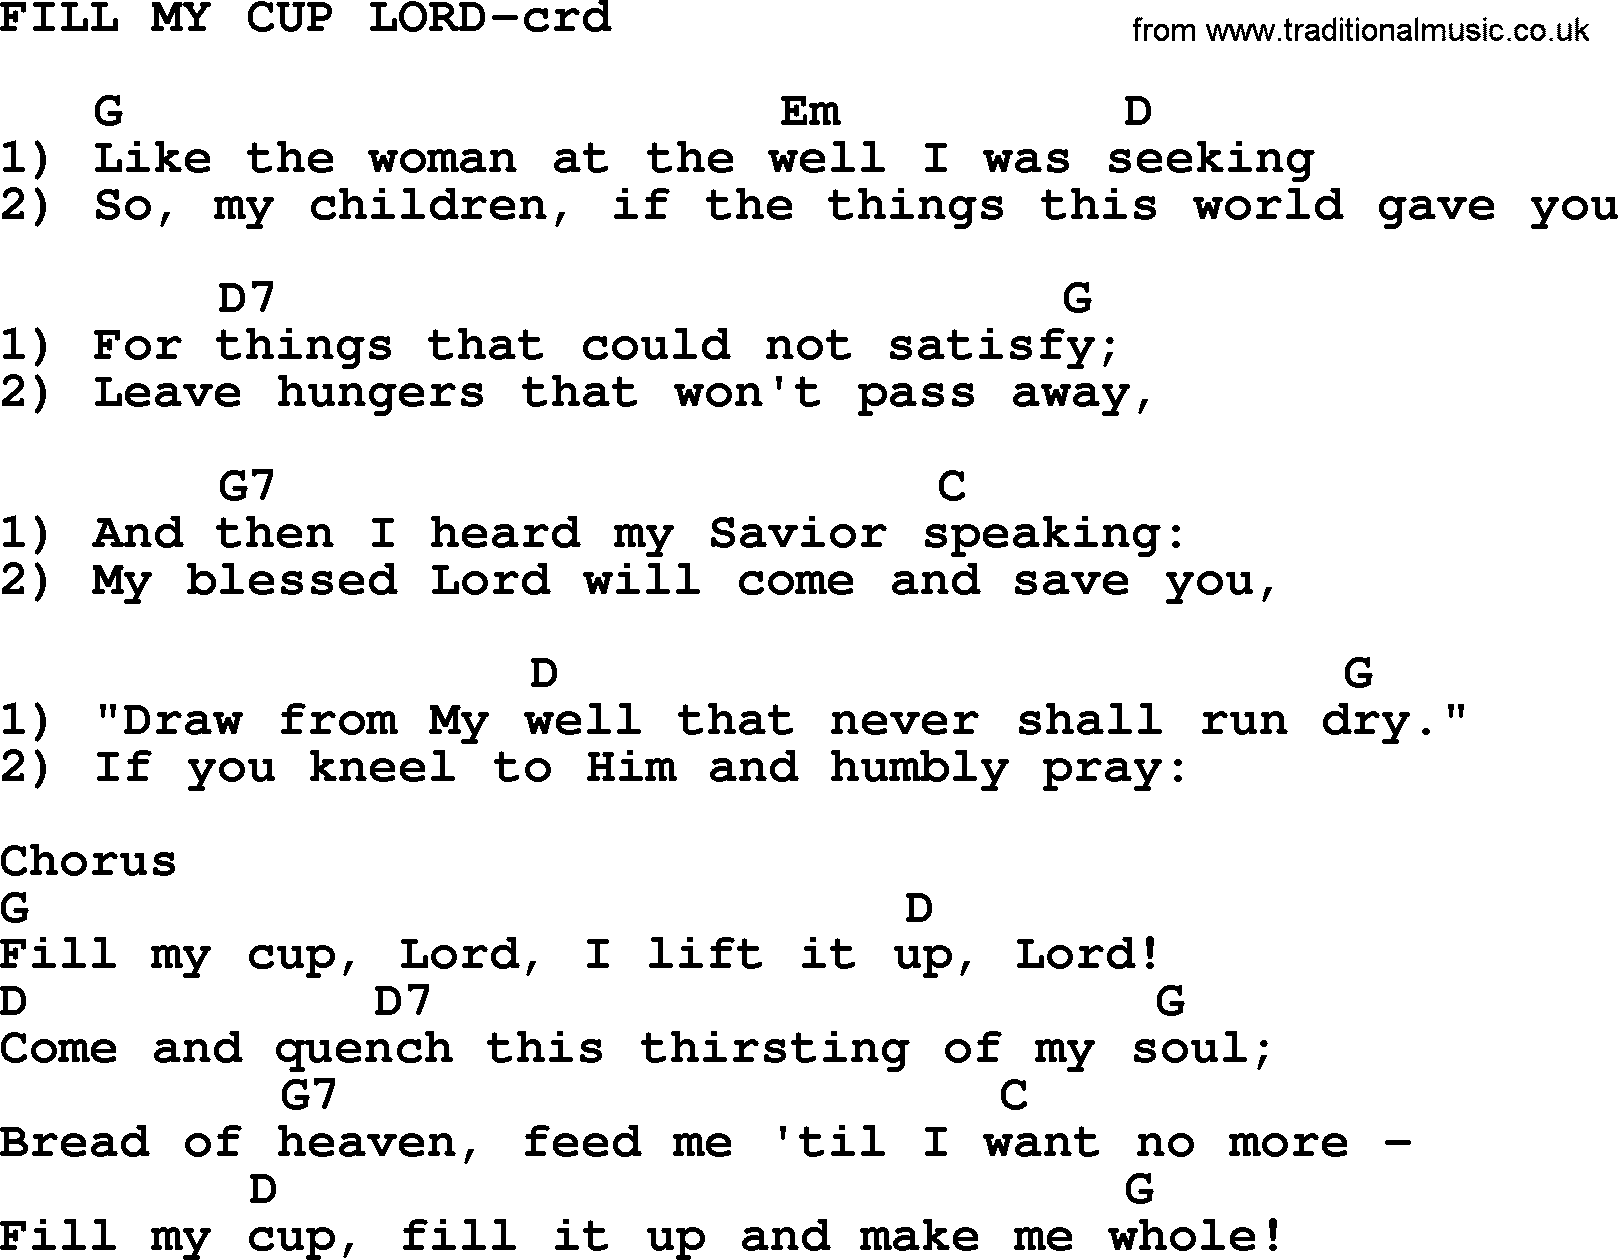 FILL MY CUP LORD-crd
from www.traditionalmusic.co.uk
G Em D
1) Like the woman at the well I was seeking
2) So, my children, if the things this world gave you
D7 G
1) For things that could not satisfy;
2) Leave hungers that won't pass away,
G7 C
1) And then I heard my Savior speaking:
2) My blessed Lord will come and save you,
D G
1) "Draw from My well that never shall run dry."
2) If you kneel to Him and humbly pray:
Chorus
G D
Fill my cup, Lord, I lift it up, Lord!
D D7 G
Come and quench this thirsting of my soul;
G7 C
Bread of heaven, feed me 'til I want no more -
D G
Fill my cup, fill it up and make me whole!